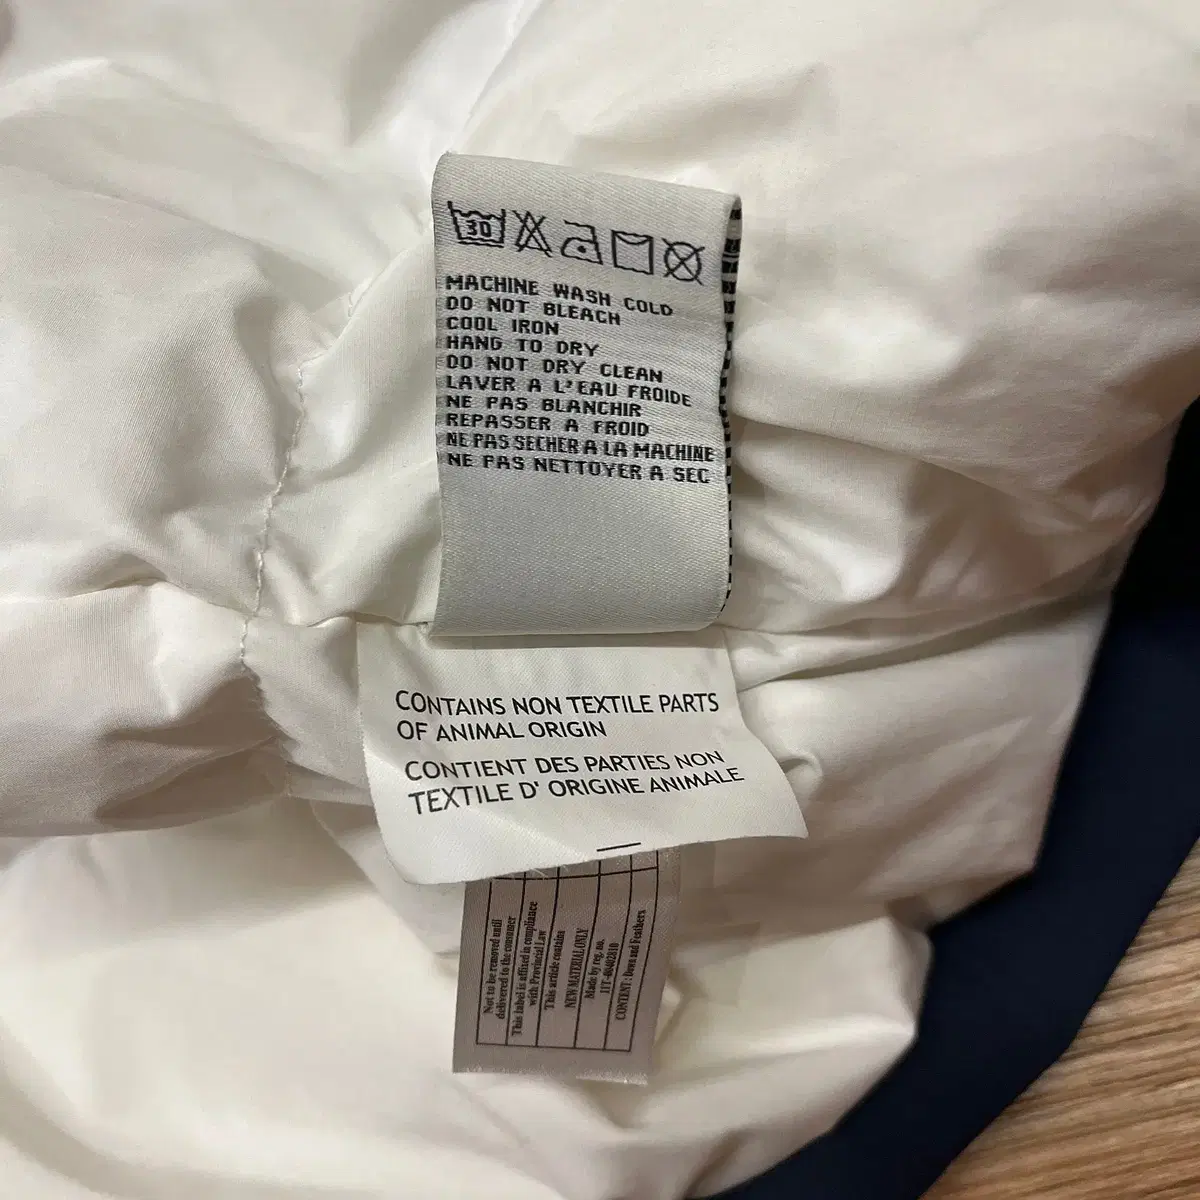 30
MACHINE WASH COLD
DO NOT BLEACH
COOL IRON
HANG TO DRY
DO NOT DRY CLEAN
LAVER A L'EAU FROIDE
NE PAS BLANCHIR
REPASSER A FROID
NE PAS SECHER A LA MACHINE
NE PAS NETTOYER A SEC
CONTAINS NON TEXTILE PARTS
OF ANIMAL ORIGIN
CONTIENT DES PARTIES NON
TEXTILE D' ORIGINE ANIMALE
Not to be removed until
delivered to the consumer
This label is affixed in compliance
with Provincial Law
This article contains
NEW MATERIAL ONLY
Made by reg. no.
CONTENT : Down and Feathers